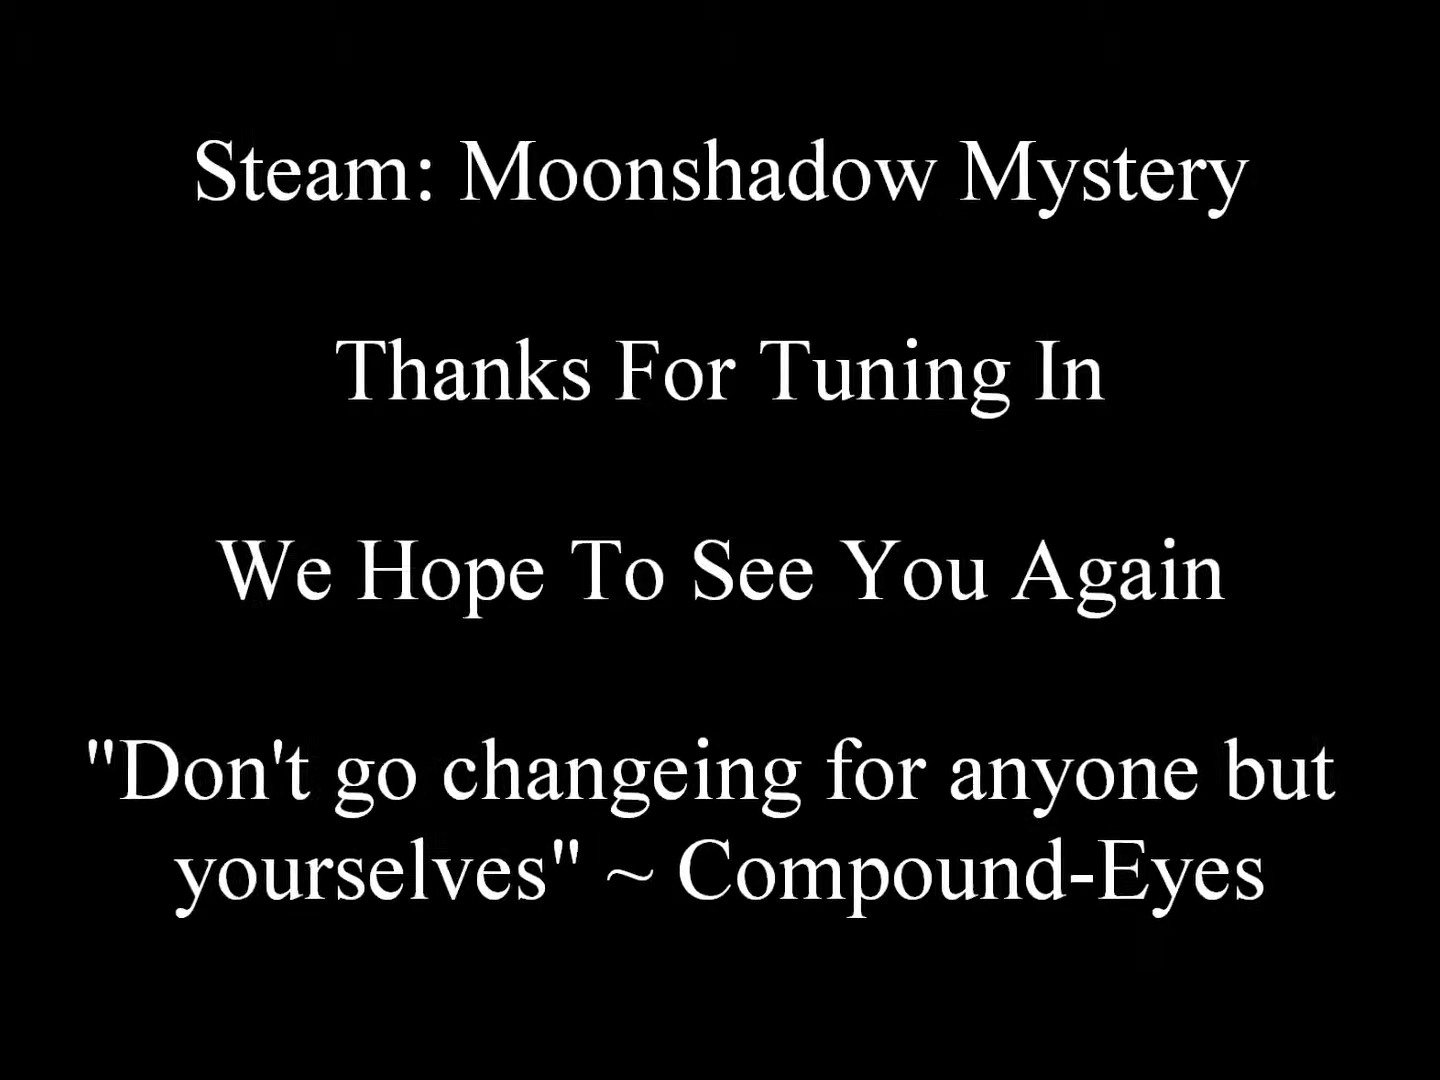 Steam: Moonshadow Mystery
Thanks For Tuning In
We Hope To See You Again
"Don't go changeing for anyone but
yourselves" ~ Compound-Eyes